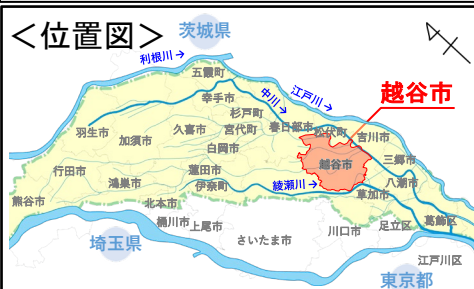 ＜位置図＞
茨城県
利根川→
五霞町
幸手市
中川↘
江戸川→
越谷市
杉戸町
羽生市
久喜市
宮代町
春日部市
松伏町
加須市
吉川市
白岡市
行田市
蓮田市
越谷市
三郷市
鴻巣市
伊奈町
綾瀬川→
八潮市
熊谷市
北本市
草加市
桶川市
上尾市
葛飾区
さいたま市
川口市
足立区
埼玉県
江戸川区
東京都